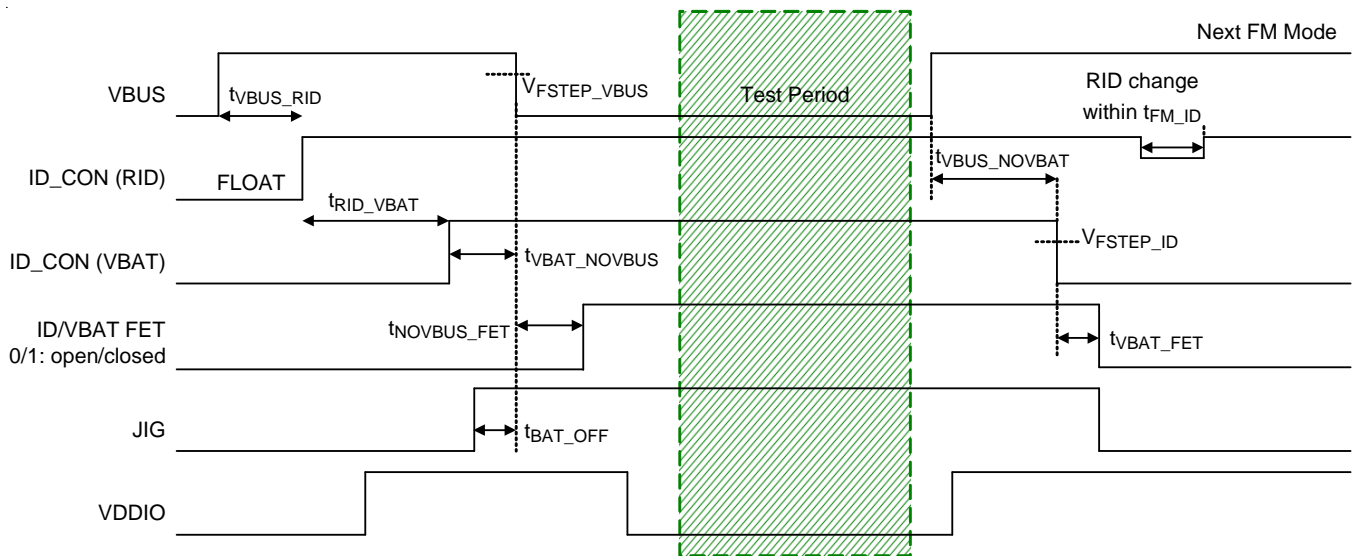 Next FM Mode
VBUS
tVBUS_RID
VFSTEP_VBUS
Test Period
RID change
within tFM_ID
ID_CON (RID)
FLOAT
tVBUS_NOVBAT
tRID_VBAT
ID_CON (VBAT)
tVBAT_NOVBUS
VFSTEP_ID
ID/VBAT FET
0/1: open/closed
tNOVBUS_FET
tVBAT_FET
JIG
tBAT_OFF
VDDIO